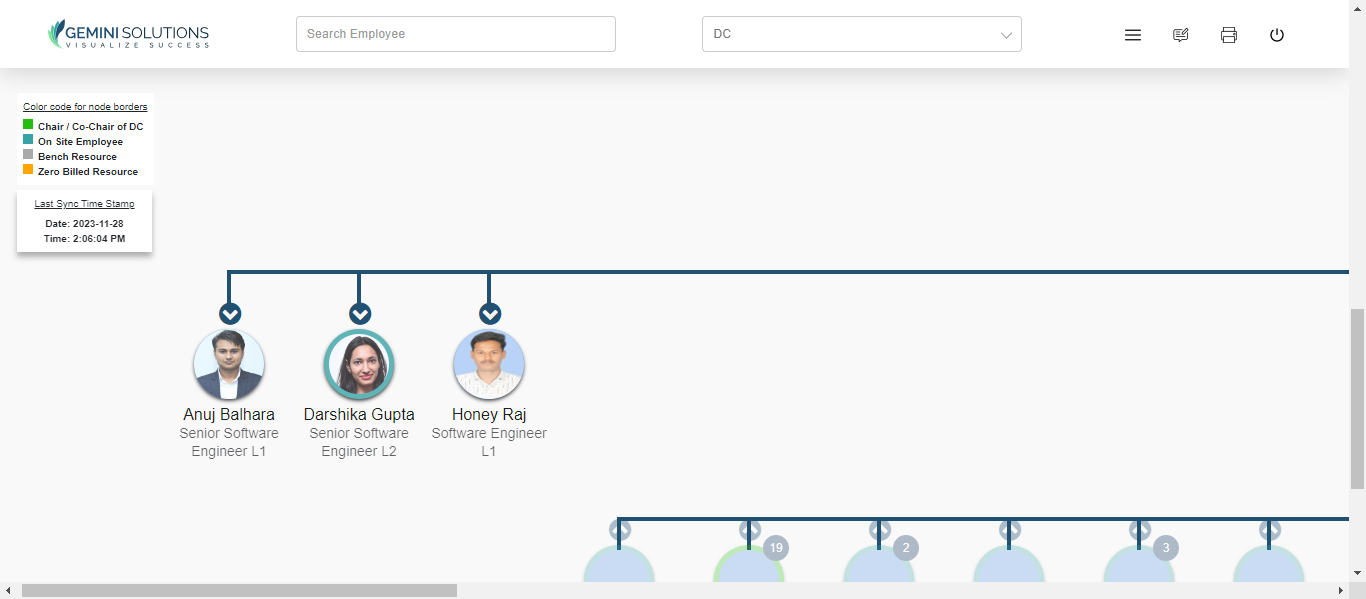 GEMINI SOLUTIONS
VISUALIZE SUCCESS
Search Employee
DC
Color code for node borders
Chair / Co-Chair of DC
On Site Employee
Bench Resource
Zero Billed Resource
Last Sync Time Stamp
Date: 2023-11-28
Time: 2:06:04 PM
Anuj Balhara
Senior Software
Engineer L1
Darshika Gupta
Senior Software
Engineer L2
Honey Raj
Software Engineer
L1
19
2
3